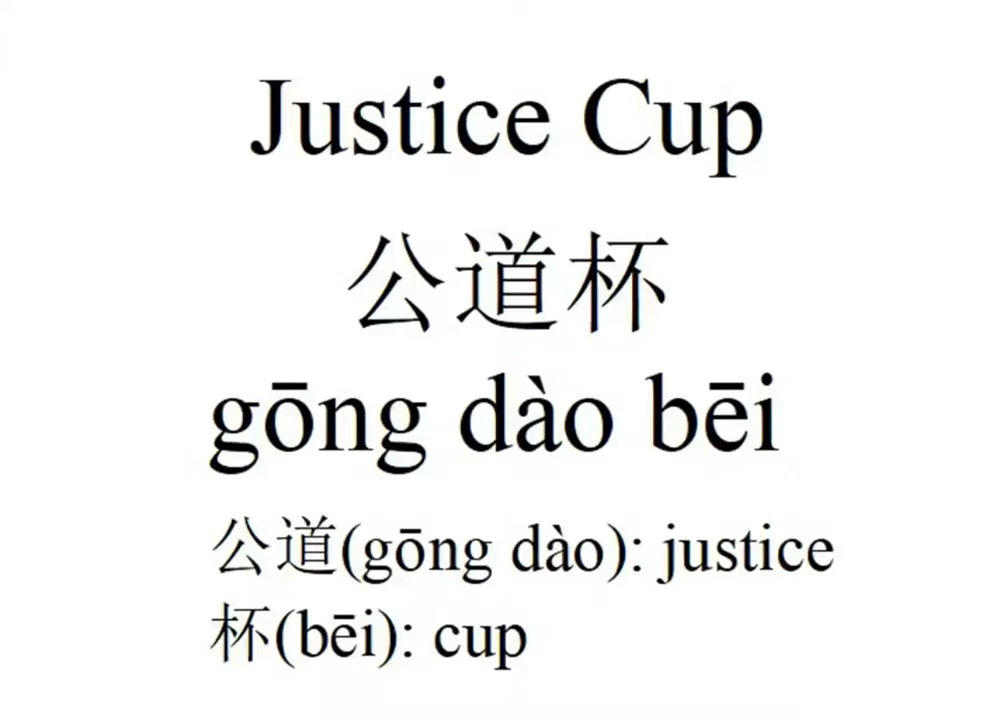 Justice Cup
公道杯
gōng dào bēi
公道(gōng dào): justice
杯(bēi): cup